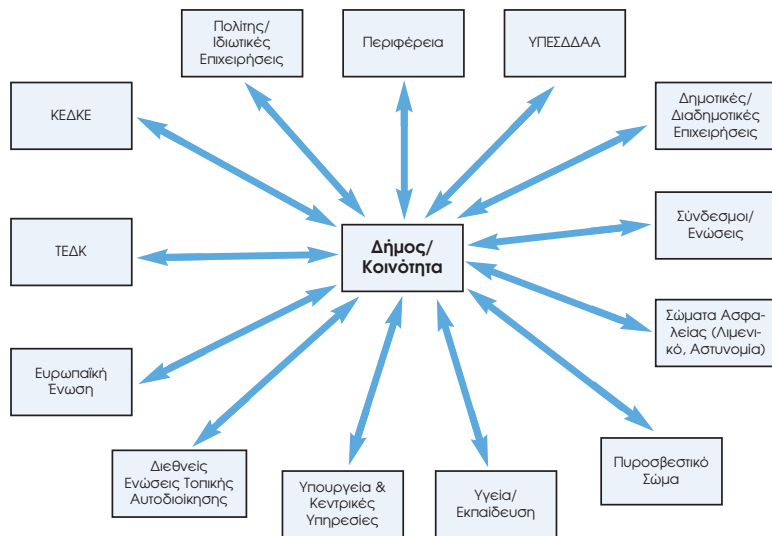 Πολίτης/
Ιδιωτικές
Επιχειρήσεις
Περιφέρεια
ΥΠΕΣΔΔΑΑ
ΚΕΔΚΕ
Δημοτικές/
Διαδημοτικές
Επιχειρήσεις
Σύνδεσμοι/
Ενώσεις
ΤΕΔΚ
Δήμος/
Κοινότητα
Σώματα Ασφα-
λείας (Λιμενι-
κό, Αστυνομία)
Ευρωπαϊκή
Ένωση
Πυροσβεστικό
Σώμα
Διεθνείς
Ενώσεις Τοπικής
Αυτοδιοίκησης
Υπουργεία &
Κεντρικές
Υπηρεσίες
Υγεία/
Εκπαίδευση